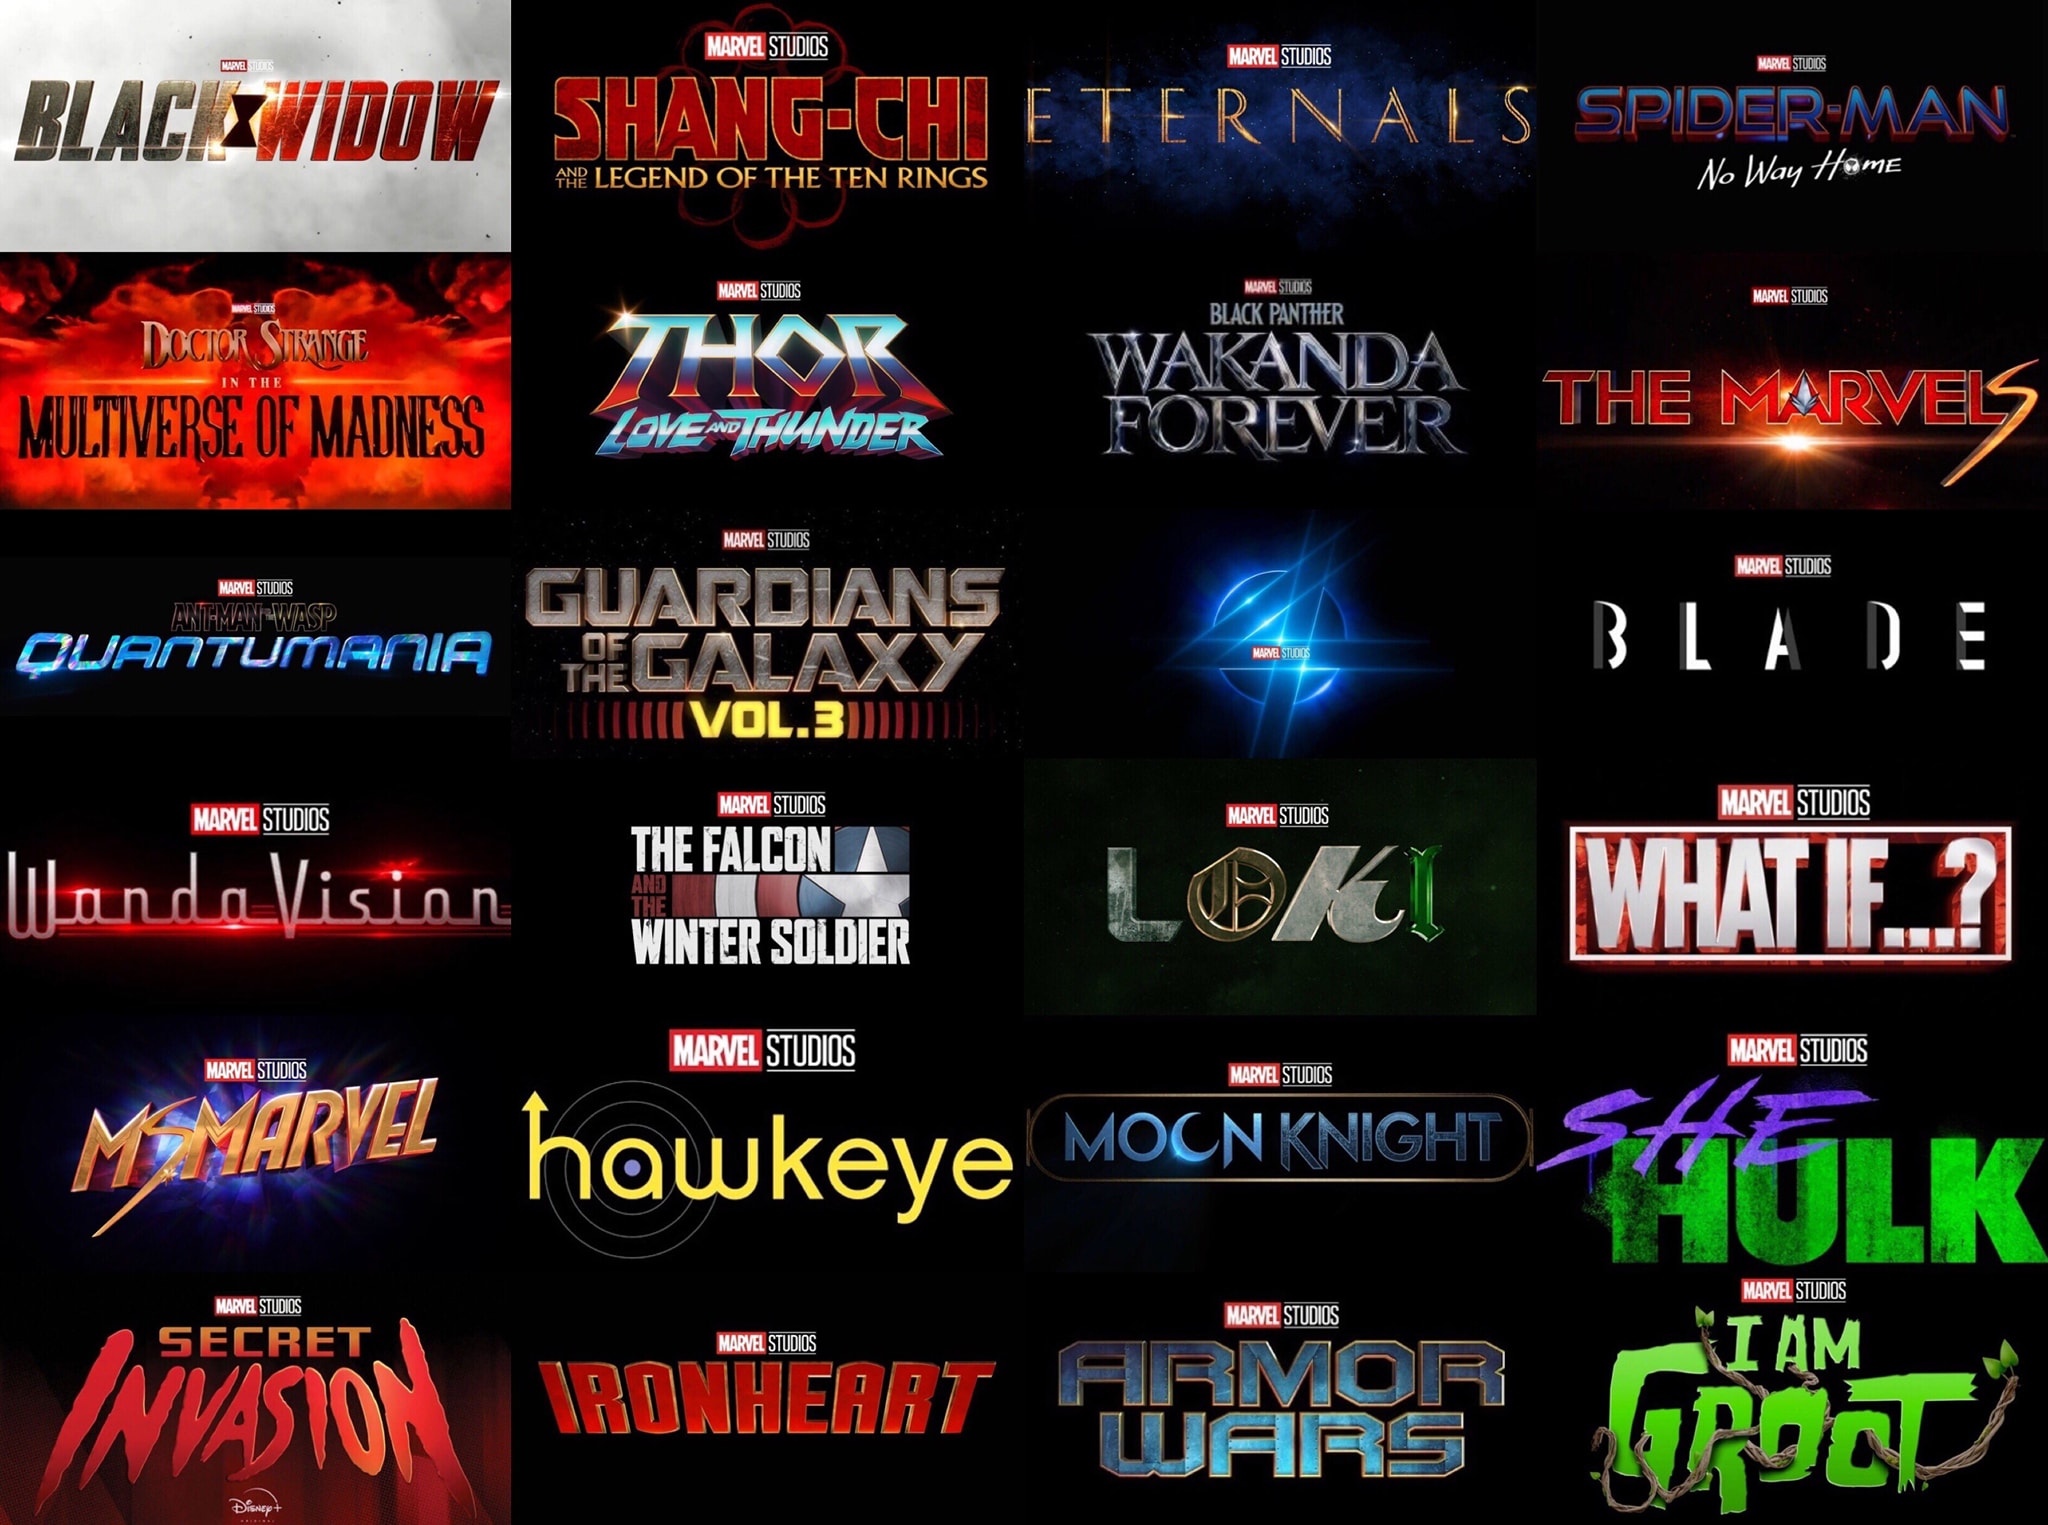 MARVEL STUDIOS
BLACK WIDOW
MARVEL STUDIOS
SHANG-CHI
AND THE LEGEND OF THE TEN RINGS
MARVEL STUDIOS
ETERNALS
MARVEL STUDIOS
SPIDER-MAN
No Way Home
MARVEL STUDIOS
DOCTOR STRANGE
IN THE
MULTIVERSE OF MADNESS
MARVEL STUDIOS
THOR
LOVE AND THUNDER
MARVEL STUDIOS
BLACK PANTHER
WAKANDA
FOREVER
MARVEL STUDIOS
THE MARVELS
MARVEL STUDIOS
ANT-MAN AND THE WASP
QUANTUMANIA
MARVEL STUDIOS
GUARDIANS
OF THE GALAXY
VOL.3
4
MARVEL STUDIOS
MARVEL STUDIOS
BLADE
MARVEL STUDIOS
WandaVision
MARVEL STUDIOS
THE FALCON
AND THE
WINTER SOLDIER
MARVEL STUDIOS
LOKI
MARVEL STUDIOS
WHAT IF...?
MARVEL STUDIOS
MS MARVEL
MARVEL STUDIOS
hawkeye
MARVEL STUDIOS
MOON KNIGHT
MARVEL STUDIOS
SHE
HULK
MARVEL STUDIOS
SECRET
INVASION
Disney+
ORIGINAL
MARVEL STUDIOS
IRONHEART
MARVEL STUDIOS
ARMOR
WARS
MARVEL STUDIOS
I AM
GROOT